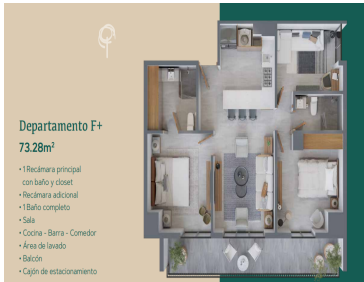 Departamento F+
73.28m²
• 1 Recámara principal
con baño y closet
• Recámara adicional
• 1 Baño completo
• Sala
• Cocina - Barra - Comedor
• Área de lavado
• Balcón
• Cajón de estacionamiento